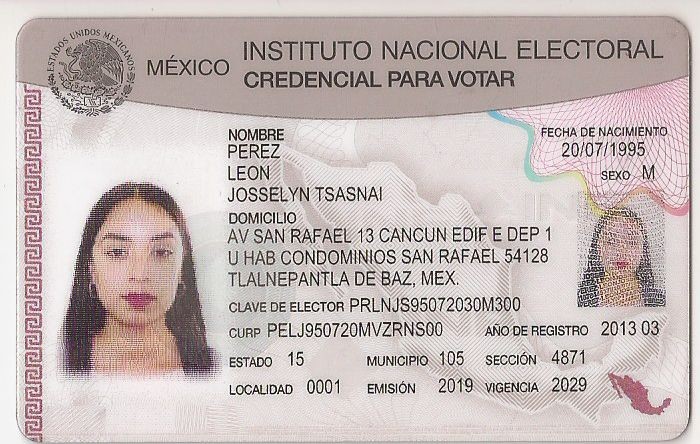 ESTADOS UNIDOS MEXICANOS
MÉXICO INSTITUTO NACIONAL ELECTORAL
CREDENCIAL PARA VOTAR
NOMBRE
PEREZ
LEON
JOSSELYN TSASNAI
FECHA DE NACIMIENTO
20/07/1995
SEXO M
DOMICILIO
AV SAN RAFAEL 13 CANCUN EDIF E DEP 1
U HAB CONDOMINIOS SAN RAFAEL 54128
TLALNEPANTLA DE BAZ, MEX.
CLAVE DE ELECTOR PRLNJS95072030M300
CURP PELJ950720MVZRNS00 AÑO DE REGISTRO 2013 03
ESTADO 15 MUNICIPIO 105 SECCIÓN 4871
LOCALIDAD 0001 EMISIÓN 2019 VIGENCIA 2029